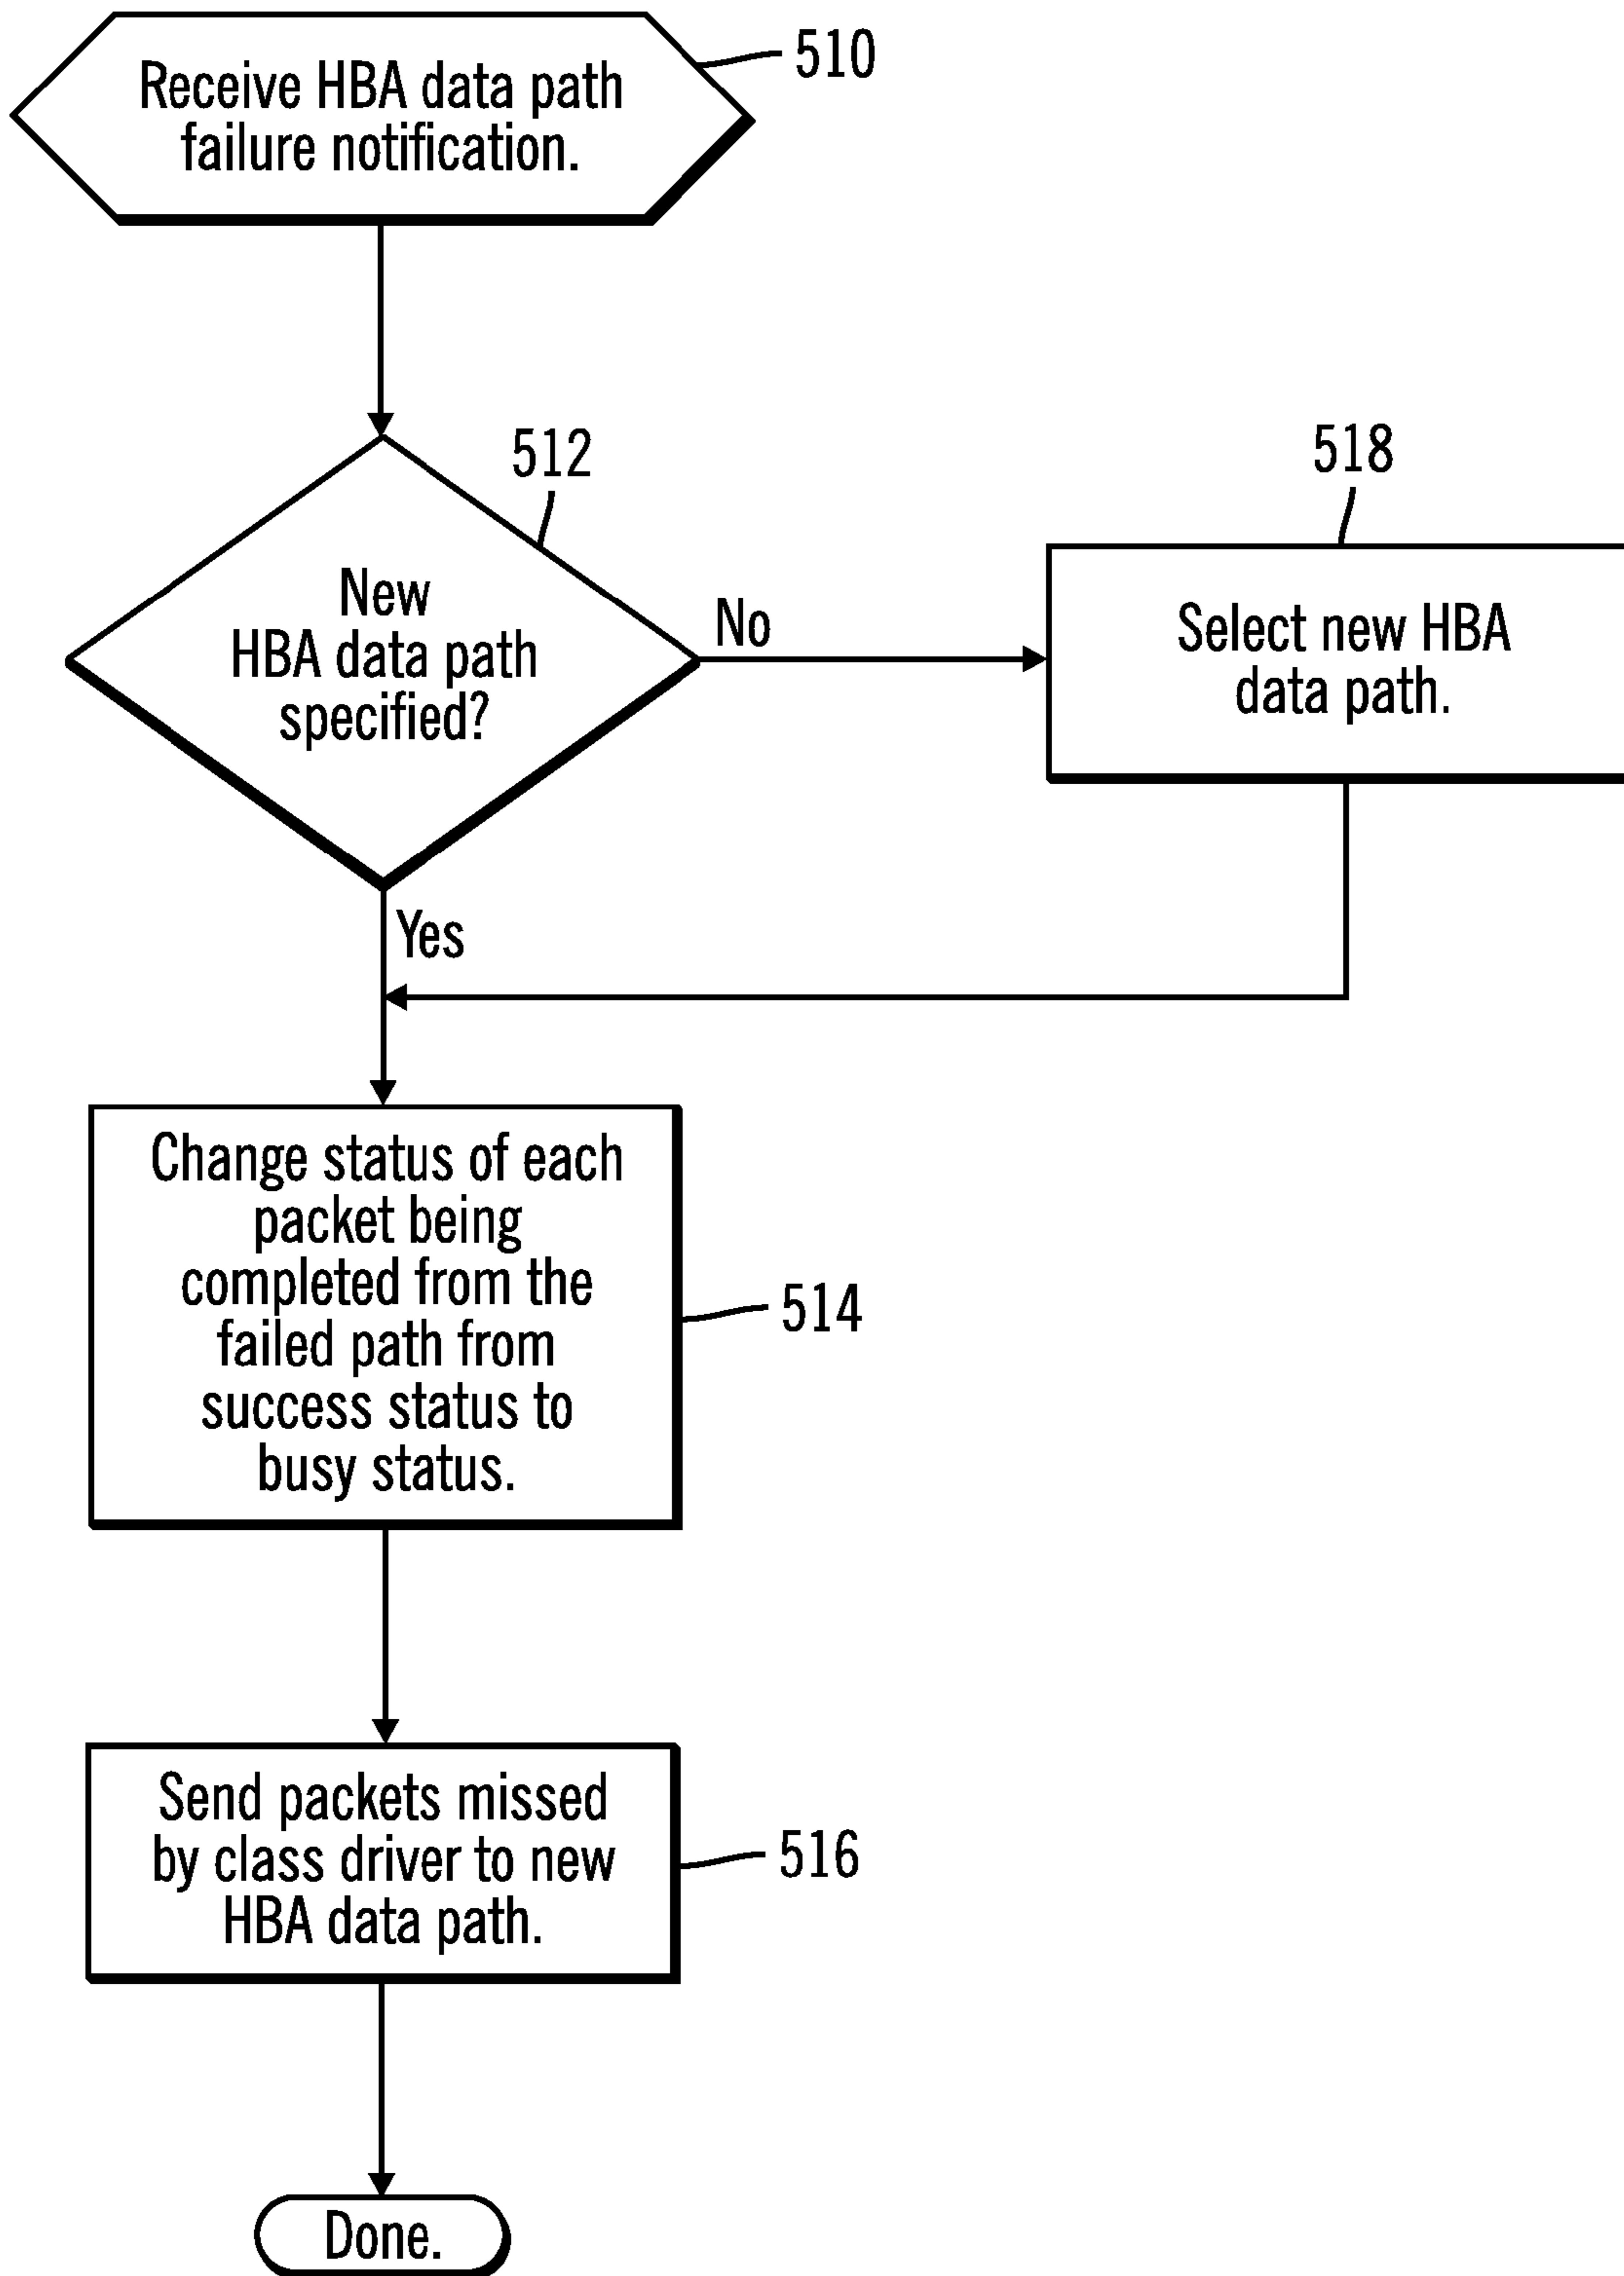 Receive HBA data path
failure notification.
510
512
New
HBA data path
specified?
No
518
Select new HBA
data path.
Yes
Change status of each
packet being
completed from the
failed path from
success status to
busy status.
514
Send packets missed
by class driver to new
HBA data path.
516
Done.